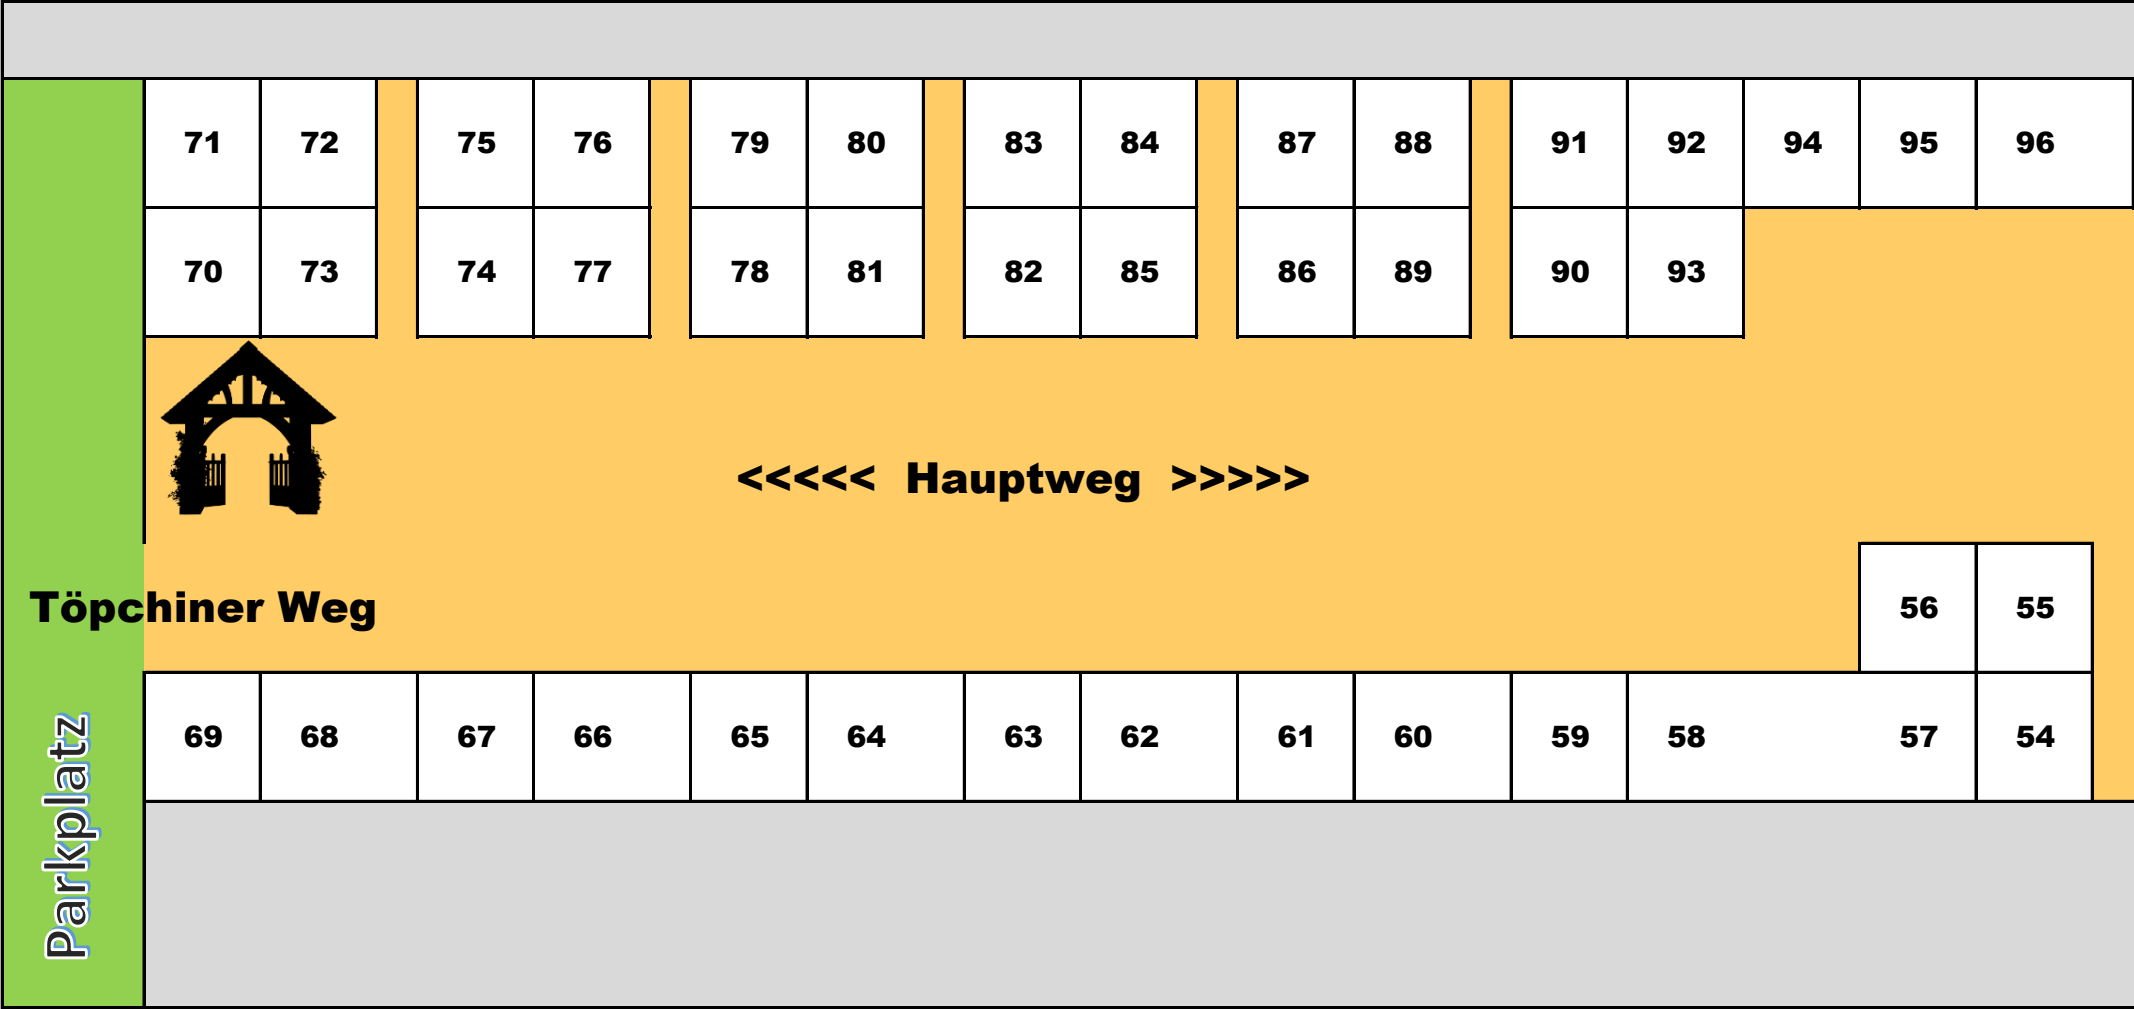 71 72 75 76 79 80 83 84 87 88 91 92 94 95 96
70 73 74 77 78 81 82 85 86 89 90 93
<<<<< Hauptweg >>>>>
Töpchiner Weg 56 55
69 68 67 66 65 64 63 62 61 60 59 58 57 54
Parkplatz